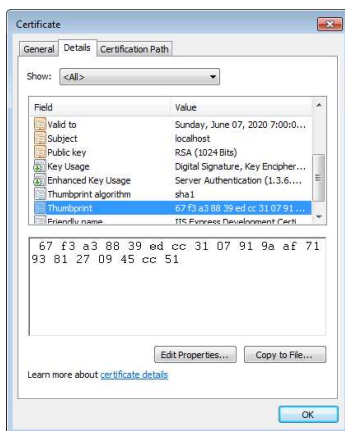 Certificate
General Details Certification Path
Show: <All>
Field Value
Valid to Sunday, June 07, 2020 7:00:0...
Subject localhost
Public key RSA (1024 Bits)
Key Usage Digital Signature, Key Encipher...
Enhanced Key Usage Server Authentication (1.3.6....
Thumbprint algorithm sha1
Thumbprint 67 f3 a3 88 39 ed cc 31 07 91 ...
Friendly name IIS Express Development Certi
67 f3 a3 88 39 ed cc 31 07 91 9a af 71
93 81 27 09 45 cc 51
Edit Properties... Copy to File...
Learn more about certificate details
OK